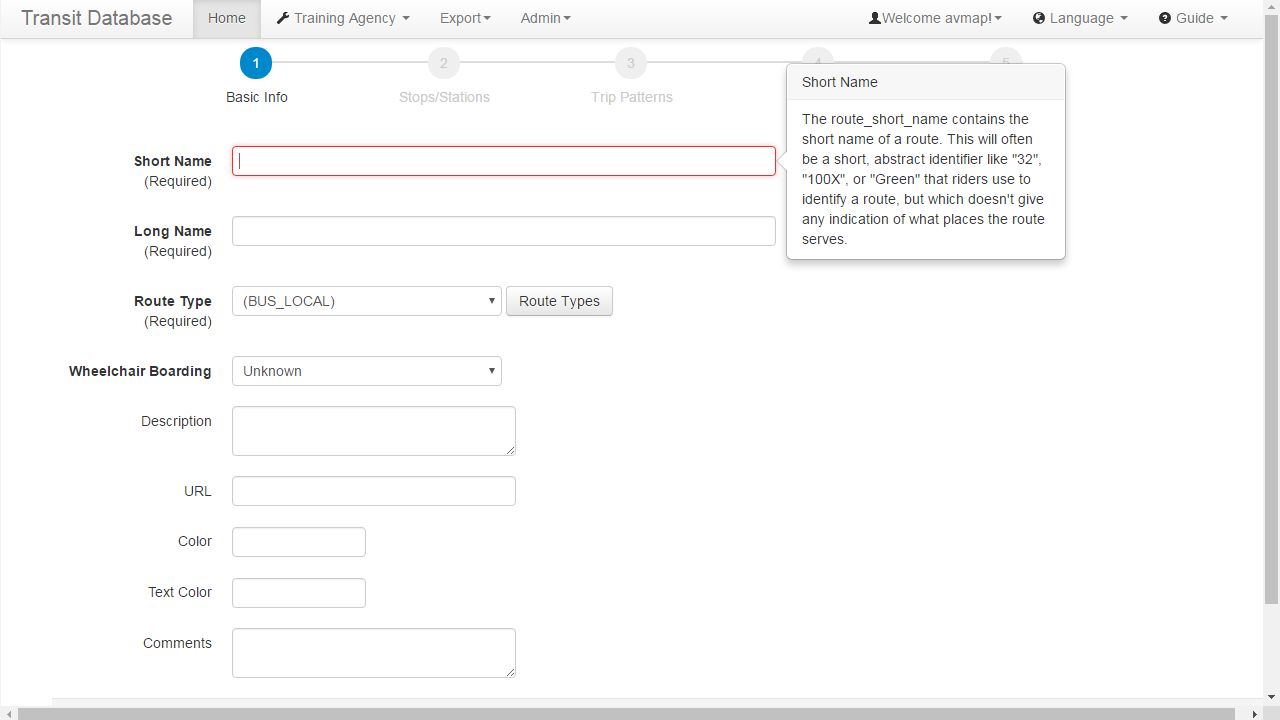 Transit Database Home Training Agency Export Admin Welcome avmap! Language Guide
1 2 3 4 5
Basic Info Stops/Stations Trip Patterns
Short Name
The route_short_name contains the
short name of a route. This will often
be a short, abstract identifier like "32",
"100X", or "Green" that riders use to
identify a route, but which doesn't give
any indication of what places the route
serves.
Short Name
(Required)
Long Name
(Required)
Route Type (BUS_LOCAL) Route Types
(Required)
Wheelchair Boarding Unknown
Description
URL
Color
Text Color
Comments